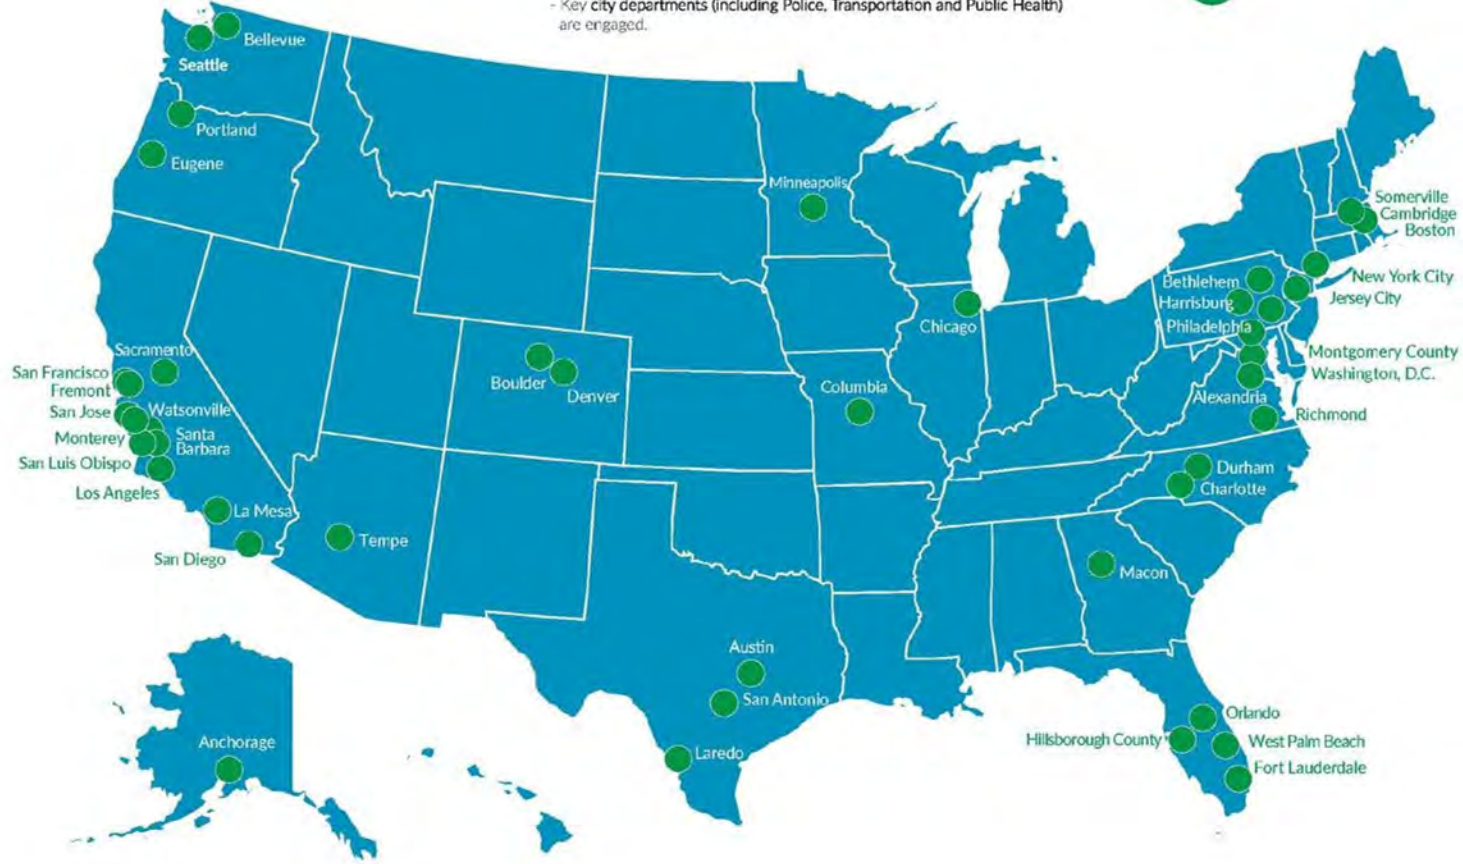 - Key city departments (including Police, Transportation and Public Health)
are engaged.
Bellevue
Seattle
Portland
Eugene
Minneapolis
Somerville
Cambridge
Boston
New York City
Jersey City
Bethlehem
Harrisburg
Philadelphia
Chicago
Montgomery County
Washington, D.C.
Alexandria
Richmond
Sacramento
San Francisco
Fremont
San Jose
Watsonville
Monterey
Santa
Barbara
San Luis Obispo
Los Angeles
La Mesa
San Diego
Boulder
Denver
Columbia
Tempe
Durham
Charlotte
Macon
Austin
San Antonio
Laredo
Anchorage
Orlando
Hillsborough County
West Palm Beach
Fort Lauderdale